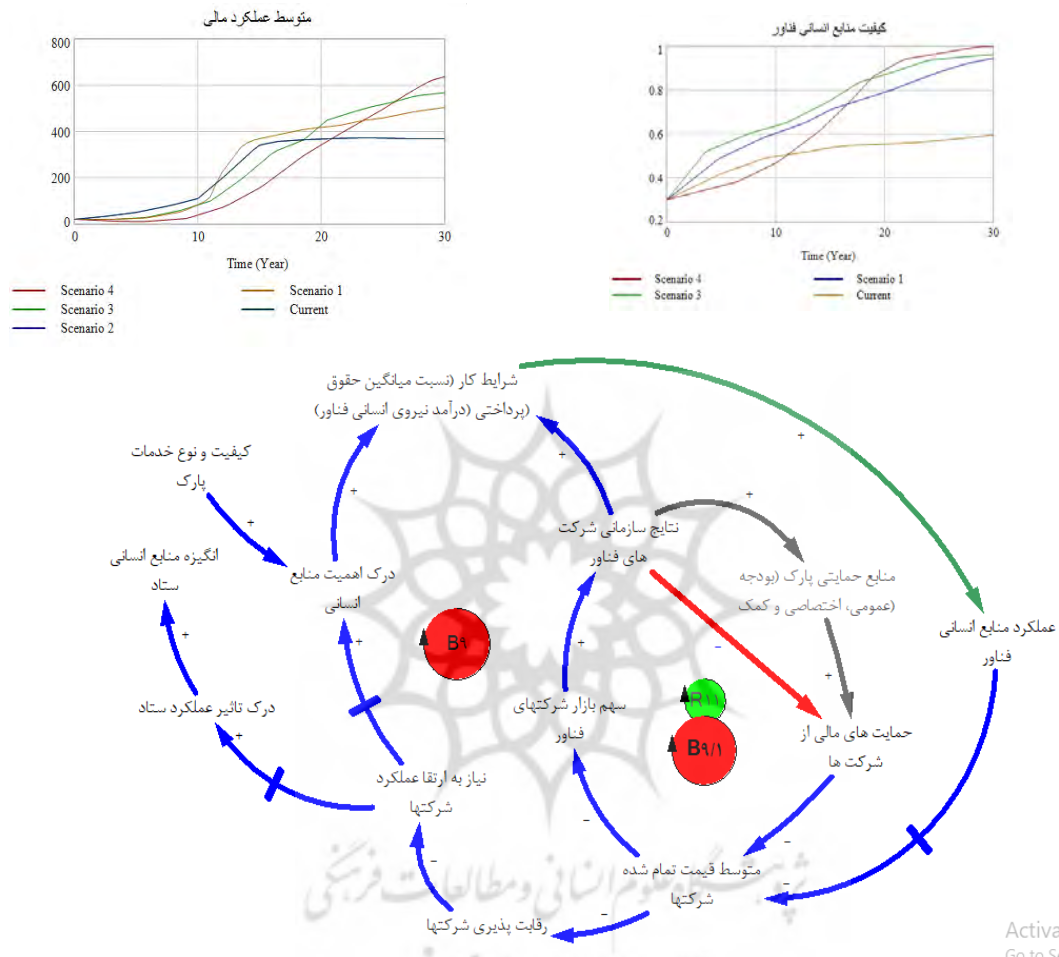 متوسط عملکرد مالی
800
600
400
200
0
0
10
20
30
Time (Year)
Scenario 4
Scenario 3
Scenario 2
Scenario 1
Current
کیفیت منابع انسانی فناور
1
0.8
0.6
0.4
0.2
0
10
20
30
Time (Year)
Scenario 4
Scenario 3
Scenario 1
Current
شرایط کار (نسبت میانگین حقوق
پرداختی (درآمد نیروی انسانی فناور)
+
کیفیت و نوع خدمات
پارک
+
+
+
نتایج سازمانی شرکت
های فناور
+
انگیزه منابع انسانی
ستاد
درک اهمیت منابع
انسانی
منابع حمایتی پارک (بودجه
عمومی، اختصاصی و کمک)
عملکرد منابع انسانی
فناور
+
B۹
+
+
-
+
درک تاثیر عملکرد ستاد
سهم بازار شرکتهای
فناور
R۱۱
B۹/۱
حمایت های مالی از
شرکت ها
+
نیاز به ارتقا عملکرد
شرکتها
-
-
-
-
متوسط قیمت تمام شده
شرکتها
-
رقابت پذیری شرکتها
پژوهشگاه علوم انسانی و مطالعات فرهنگی
Activa